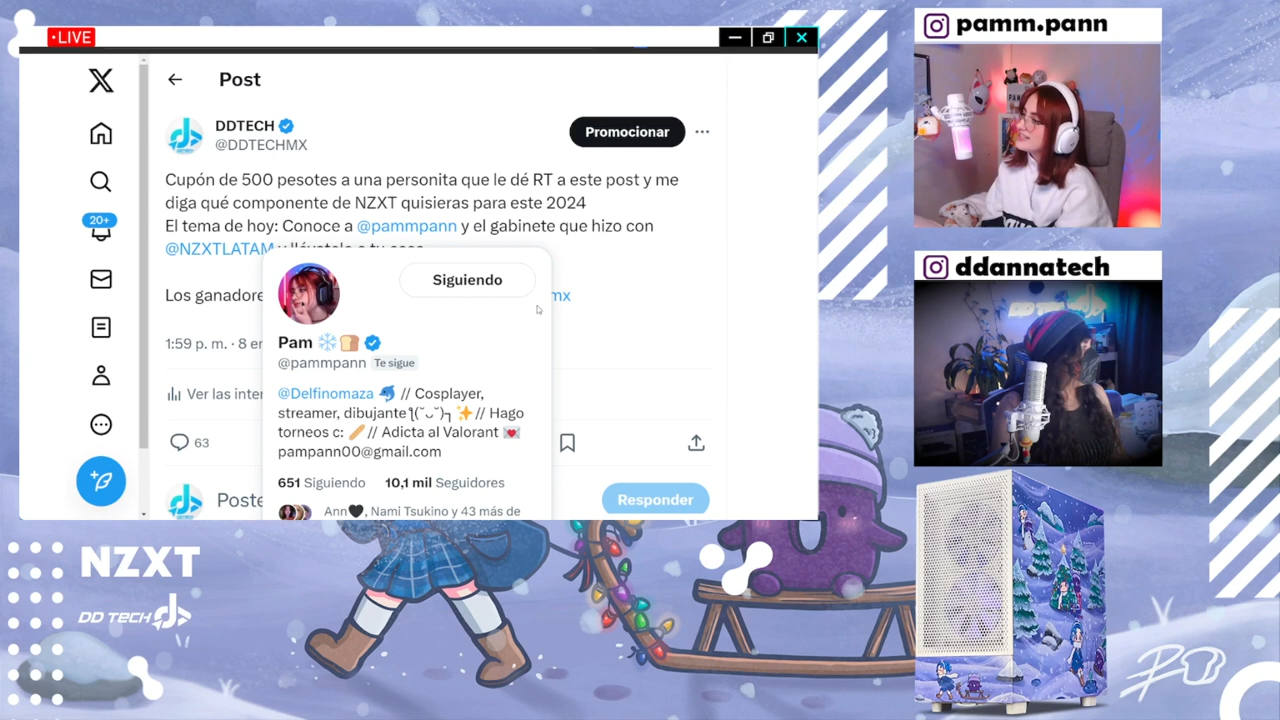 •LIVE
Post
DDTECH
@DDTECHMX
Promocionar
Cupón de 500 pesotes a una personita que le dé RT a este post y me
diga qué componente de NZXT quisieras para este 2024
El tema de hoy: Conoce a @pammpann y el gabinete que hizo con
@NZXTLATAM y llévatelo a tu casa
Los ganadore
mx
1:59 p. m. · 8 en
Ver las inter
63
20+
Poste
Responder
Siguiendo
Pam
@pammpann Te sigue
@Delfinomaza 🐬 // Cosplayer,
streamer, dibujante ƪ(˘⌣˘)┐ ✨ // Hago
torneos c: 🥖 // Adicta al Valorant 💌
pampann00@gmail.com
651 Siguiendo 10,1 mil Seguidores
Ann🖤, Nami Tsukino y 43 más de
pamm.pann
ddannatech
NZXT
DD TECH